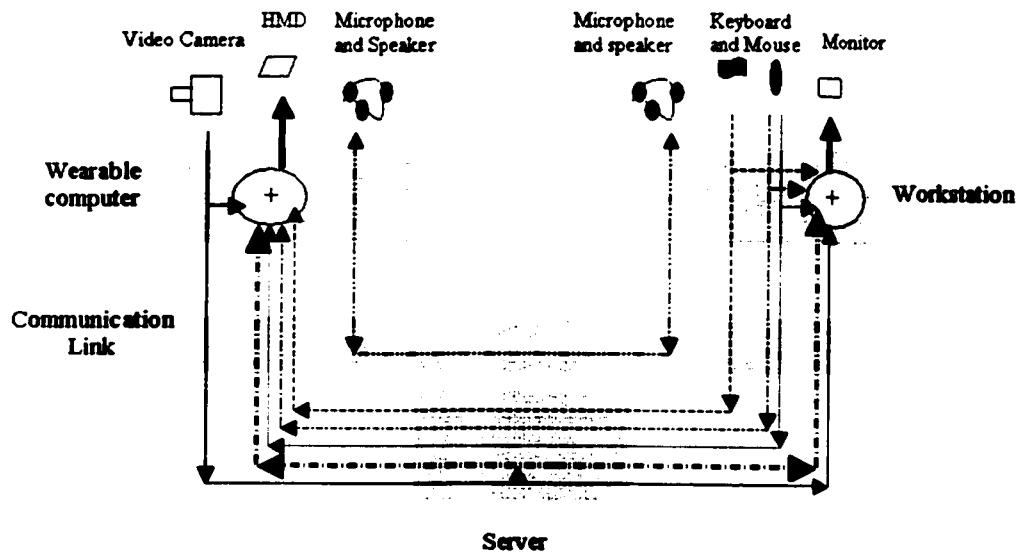 HMD
Video Camera
Microphone
and Speaker
Microphone
and speaker
Keyboard
and Mouse
Monitor
Wearable
computer
+
+
Workstation
Communication
Link
Server